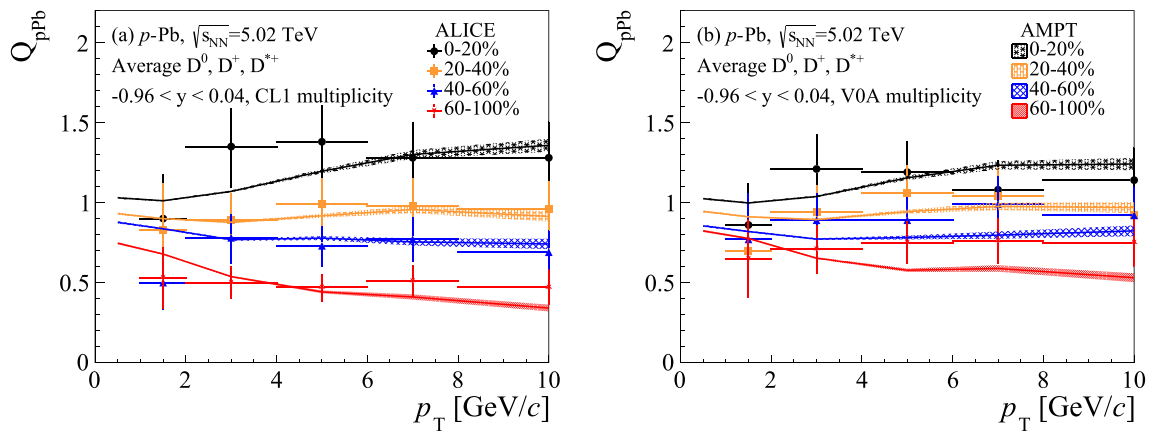 Q_pPb
2
1.5
1
0.5
0
(a) p-Pb, √s_NN=5.02 TeV
Average D^0, D^+, D^*+
-0.96 < y < 0.04, CL1 multiplicity
ALICE
0-20%
20-40%
40-60%
60-100%
0 2 4 6 8 10
p_T [GeV/c]
Q_pPb
2
1.5
1
0.5
0
(b) p-Pb, √s_NN=5.02 TeV
Average D^0, D^+, D^*+
-0.96 < y < 0.04, V0A multiplicity
AMPT
0-20%
20-40%
40-60%
60-100%
0 2 4 6 8 10
p_T [GeV/c]